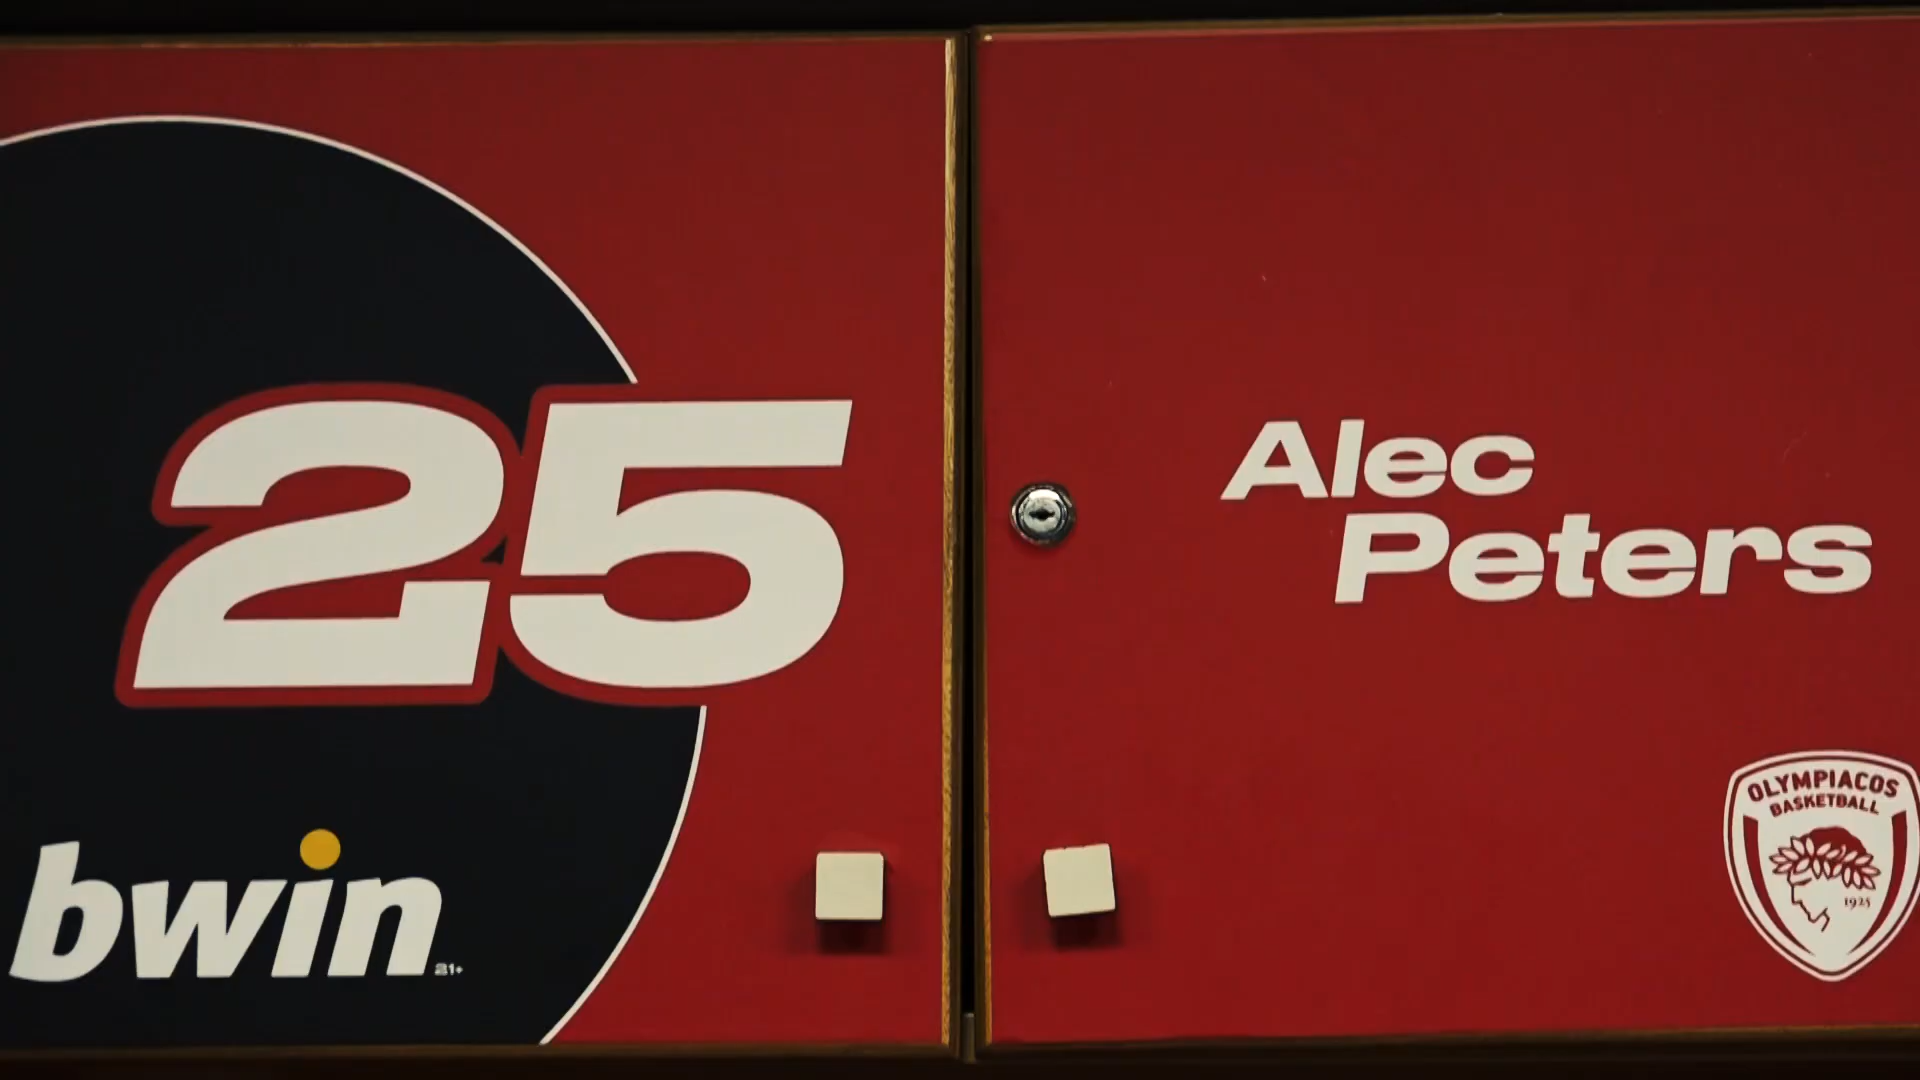 25
bwin
21+
Alec
Peters
OLYMPIACOS
BASKETBALL
1925